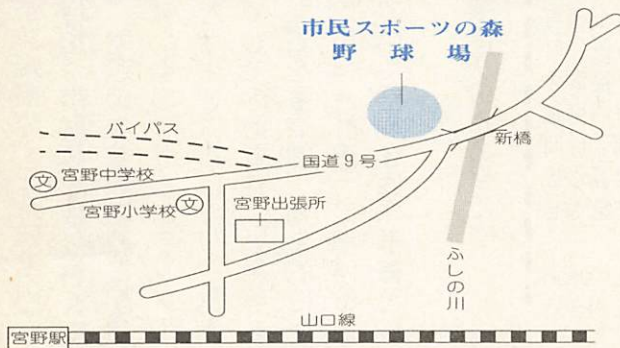 市民スポーツの森
野球場
バイパス
新橋
国道9号
文 宮野中学校
宮野小学校 文
宮野出張所
ふしの川
山口線
宮野駅